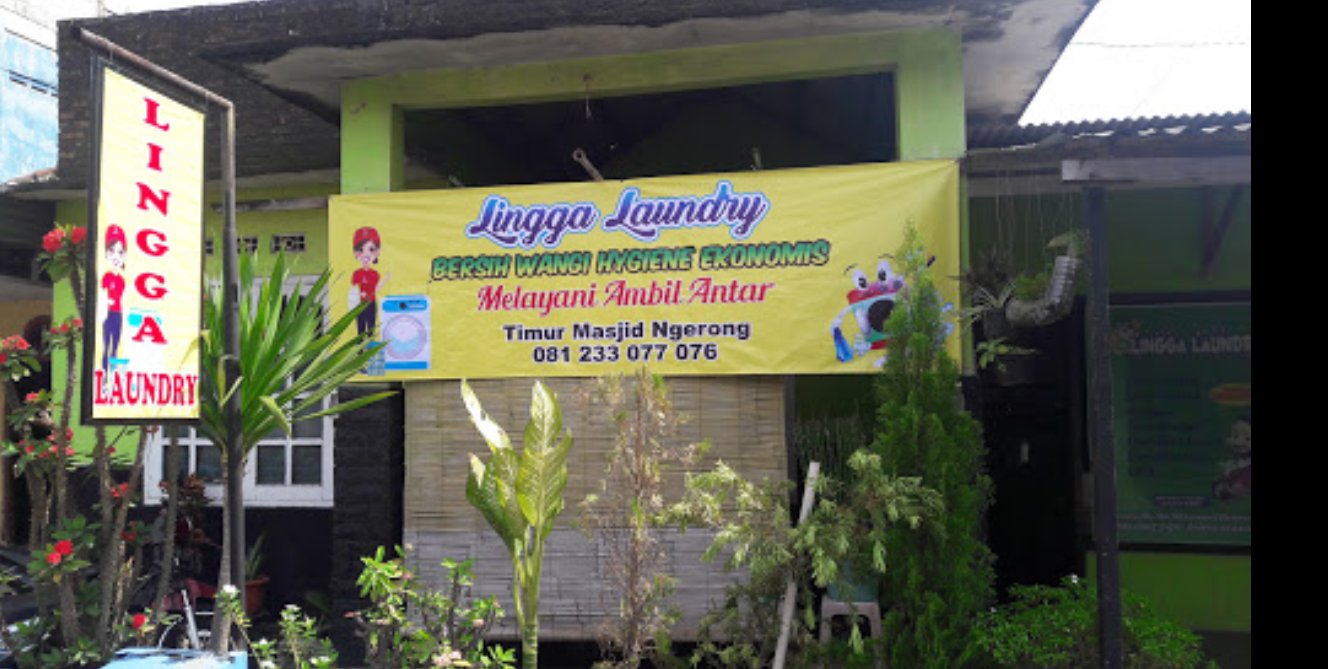 LINGGA
LAUNDRY
Lingga Laundry
BERSIH WANGI HYGIENE EKONOMIS
Melayani Ambil Antar
Timur Masjid Ngerong
081 233 077 076
LINGGA LAUNDR